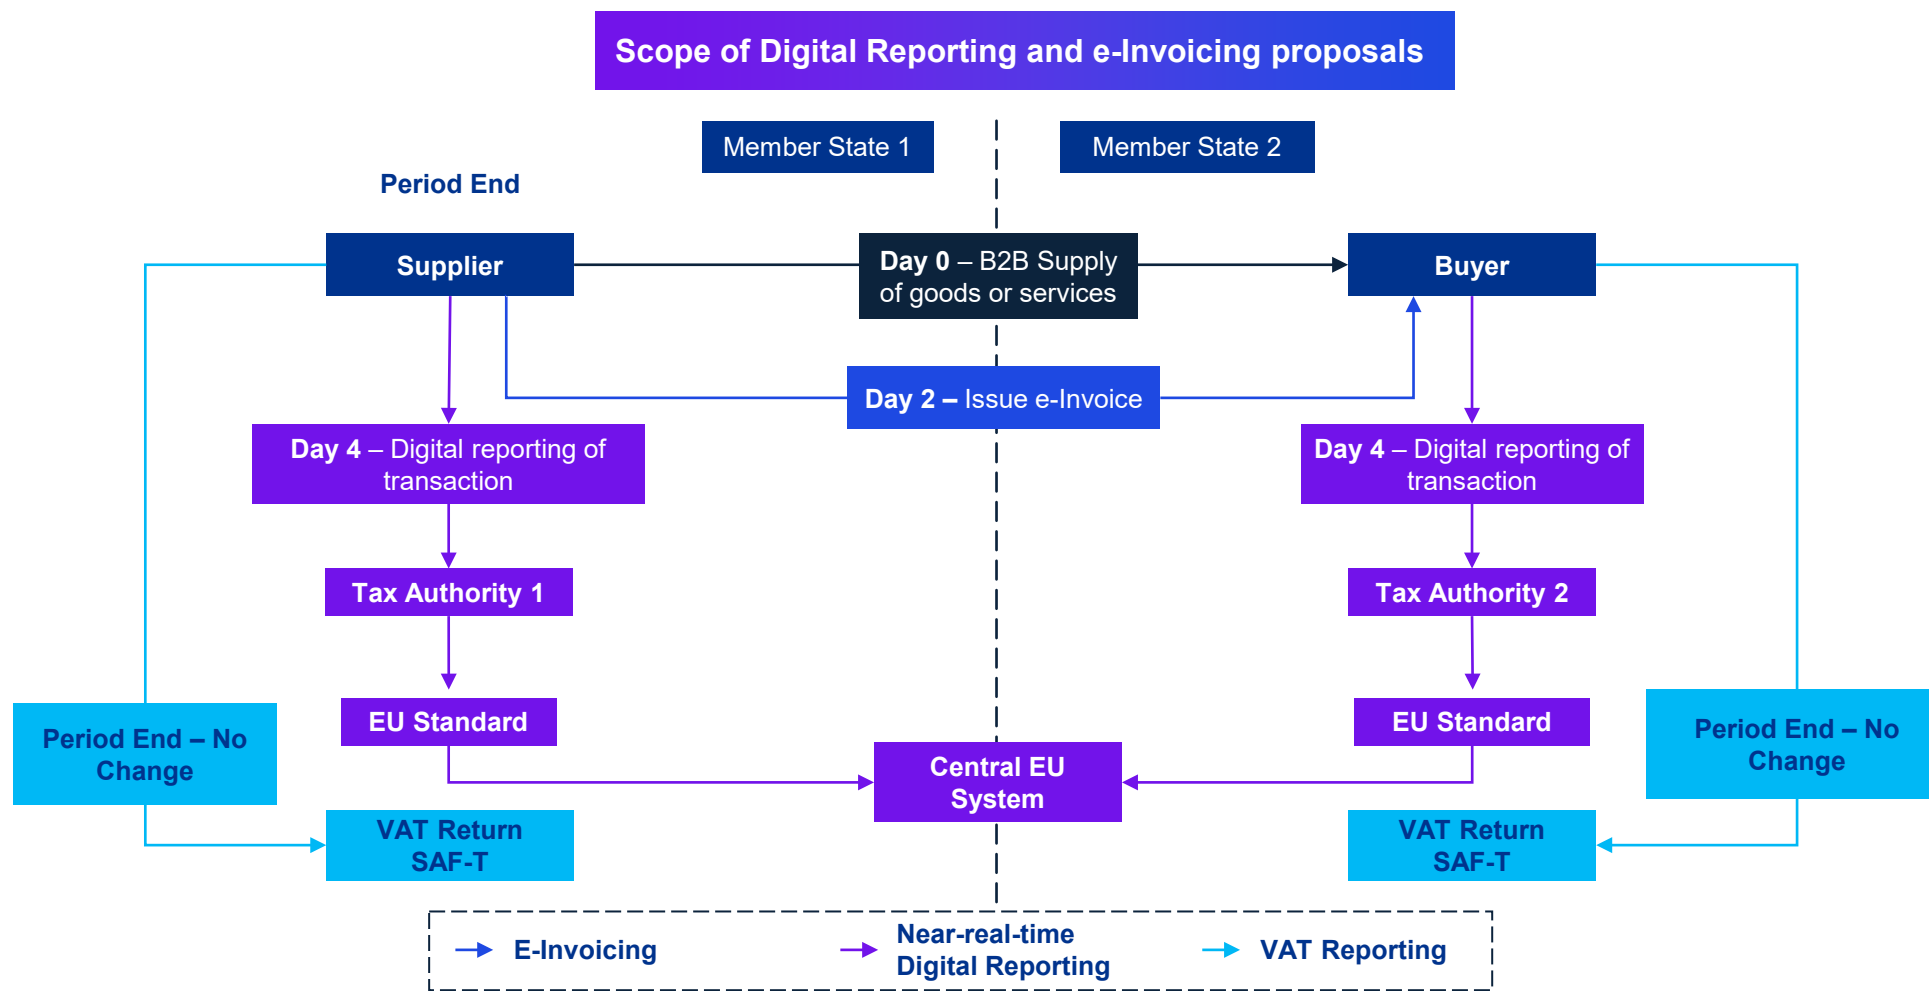 Scope of Digital Reporting and e-Invoicing proposals
Member State 1
Member State 2
Period End
Supplier
Day 0 – B2B Supply
of goods or services
Buyer
Day 2 – Issue e-Invoice
Day 4 – Digital reporting of
transaction
Day 4 – Digital reporting of
transaction
Tax Authority 1
Tax Authority 2
EU Standard
EU Standard
Period End – No
Change
Central EU
System
Period End – No
Change
VAT Return
SAF-T
VAT Return
SAF-T
E-Invoicing
Near-real-time
Digital Reporting
VAT Reporting